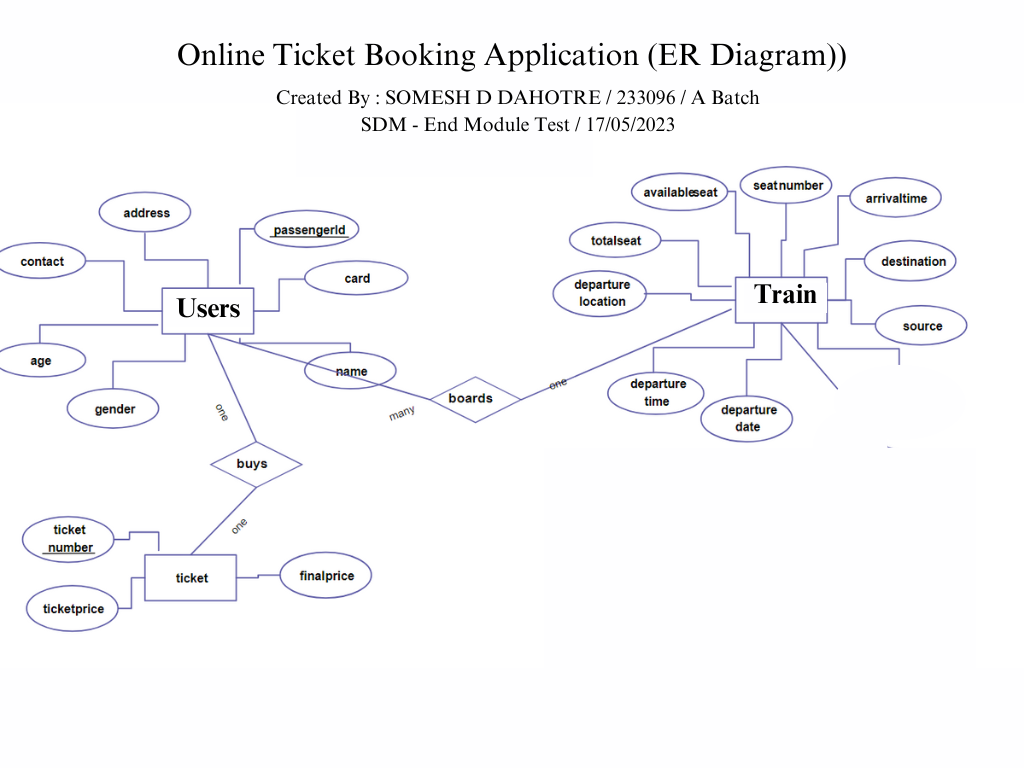 Online Ticket Booking Application (ER Diagram))
Created By : SOMESH D DAHOTRE / 233096 / A Batch
SDM - End Module Test / 17/05/2023
address
passengerId
contact
card
Users
age
name
gender
availableseat
seatnumber
arrivaltime
totalseat
destination
departure
location
Train
source
departure
time
departure
date
one
many
boards
one
buys
one
ticket
number
ticket
finalprice
ticketprice